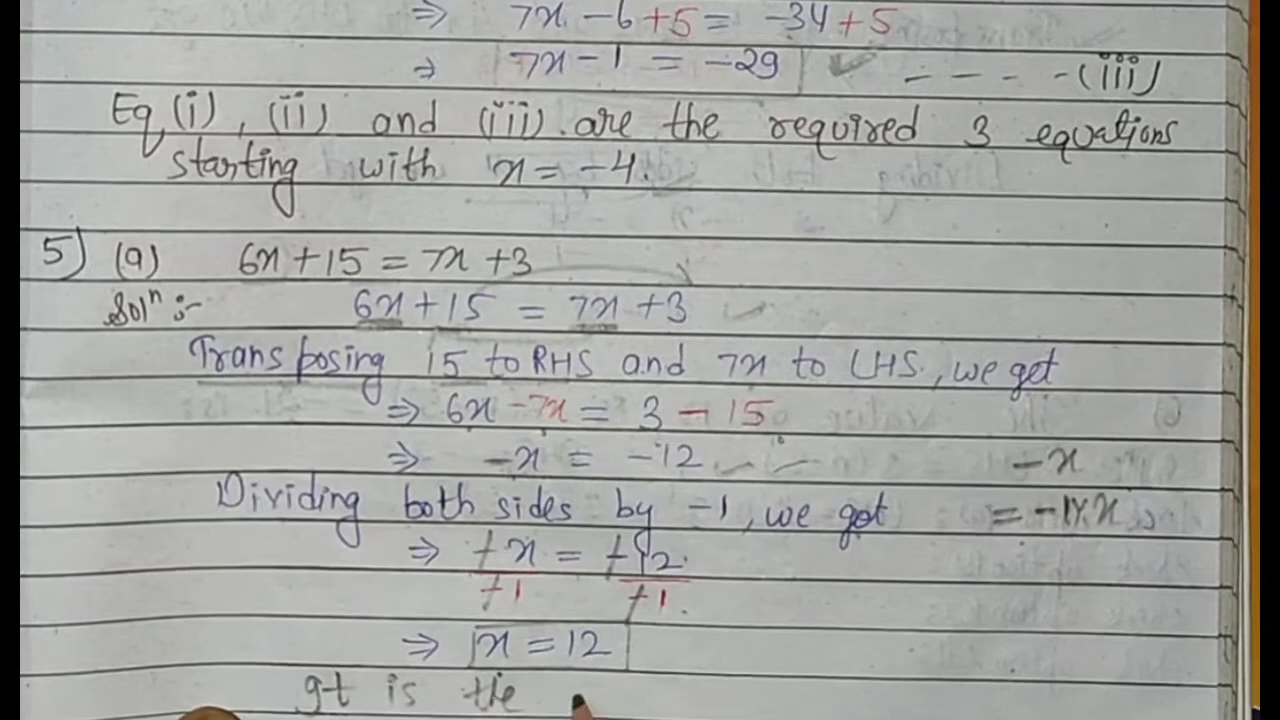 ⇒ 7x - 6 + 5 = -34 + 5
⇒ 7x - 1 = -29 ✓ - - - - -(iii)
Eq (i), (ii) and (iii) are the required 3 equations
starting with x = -4.
5) (a) 6x + 15 = 7x + 3
Solⁿ :- 6x + 15 = 7x + 3
Transposing 15 to RHS and 7x to LHS, we get
⇒ 6x - 7x = 3 - 15
⇒ -x = -12 -x
Dividing both sides by -1, we get = -1 × x
⇒ -x = -12
-1 -1.
⇒ x = 12
It is the